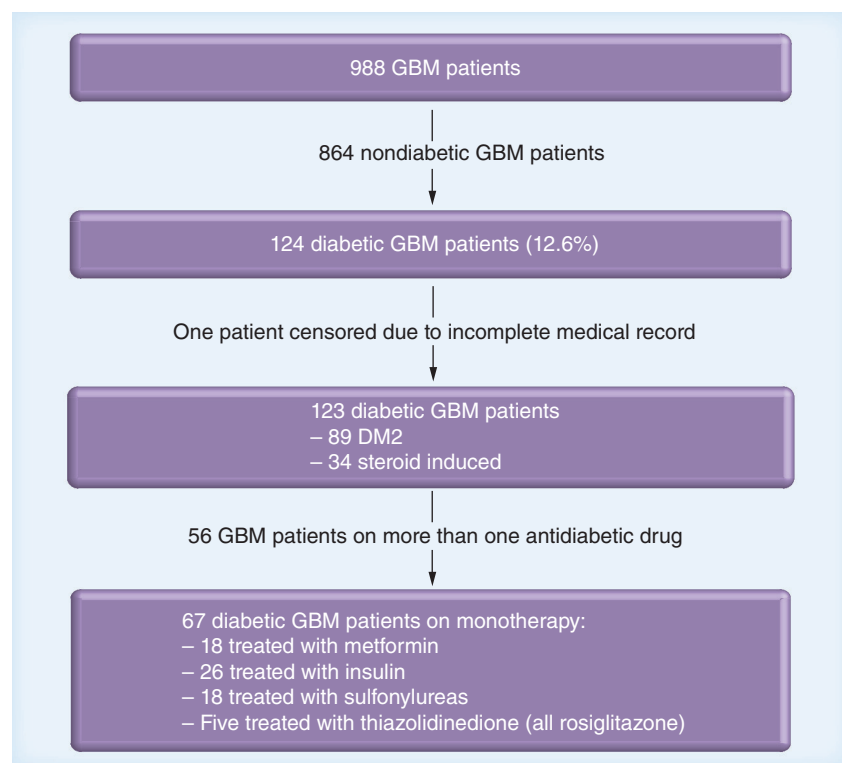 988 GBM patients
864 nondiabetic GBM patients
124 diabetic GBM patients (12.6%)
One patient censored due to incomplete medical record
123 diabetic GBM patients
– 89 DM2
– 34 steroid induced
56 GBM patients on more than one antidiabetic drug
67 diabetic GBM patients on monotherapy:
– 18 treated with metformin
– 26 treated with insulin
– 18 treated with sulfonylureas
– Five treated with thiazolidinedione (all rosiglitazone)